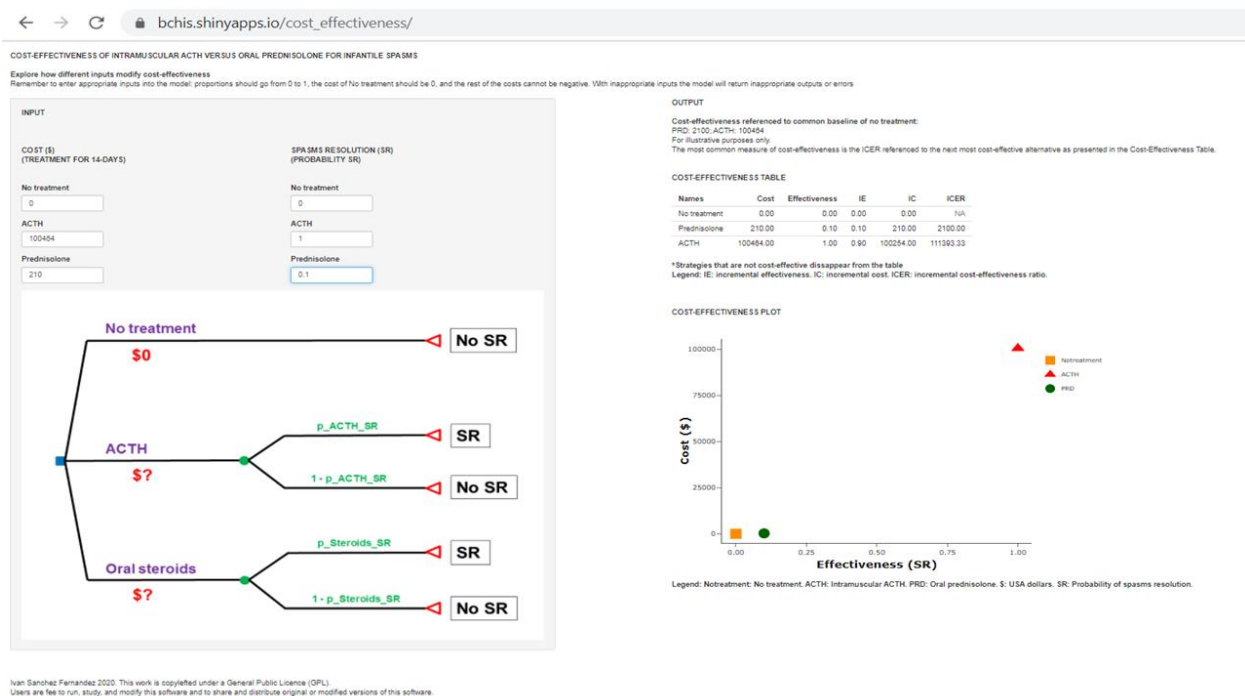 bchis.shinyapps.io/cost_effectiveness/
COST-EFFECTIVENESS OF INTRAMUSCULAR ACTH VERSUS ORAL PREDNISOLONE FOR INFANTILE SPASMS
Explore how different inputs modify cost-effectiveness
Remember to enter appropriate inputs into the model: proportions should go from 0 to 1, the cost of No treatment should be 0, and the rest of the costs cannot be negative. With inappropriate inputs the model will return inappropriate outputs or errors
INPUT
COST ($)
(TREATMENT FOR 14-DAYS)
No treatment
0
ACTH
100464
Prednisolone
210
SPASMS RESOLUTION (SR)
(PROBABILITY SR)
No treatment
0
ACTH
1
Prednisolone
0.1
No treatment
$0
No SR
ACTH
$?
p_ACTH_SR
SR
1 - p_ACTH_SR
No SR
Oral steroids
$?
p_Steroids_SR
SR
1 - p_Steroids_SR
No SR
OUTPUT
Cost-effectiveness referenced to common baseline of no treatment:
PRD: 2100; ACTH: 100464
For illustrative purposes only.
The most common measure of cost-effectiveness is the ICER referenced to the next most cost-effective alternative as presented in the Cost-Effectiveness Table.
COST-EFFECTIVENESS TABLE
Names Cost Effectiveness IE IC ICER
No treatment 0.00 0.00 0.00 0.00 NA
Prednisolone 210.00 0.10 0.10 210.00 2100.00
ACTH 100464.00 1.00 0.90 100254.00 111393.33
*Strategies that are not cost-effective dissappear from the table
Legend: IE: incremental effectiveness. IC: incremental cost. ICER: incremental cost-effectiveness ratio.
COST-EFFECTIVENESS PLOT
100000
75000
50000
25000
0
Cost ($)
0.00 0.25 0.50 0.75 1.00
Effectiveness (SR)
Notreatment
ACTH
PRD
Legend: Notreatment: No treatment. ACTH: Intramuscular ACTH. PRD: Oral prednisolone. $: USA dollars. SR: Probability of spasms resolution.
Ivan Sanchez Fernandez 2020. This work is copylefted under a General Public Licence (GPL).
Users are fee to run, study, and modify this software and to share and distribute original or modified versions of this software.